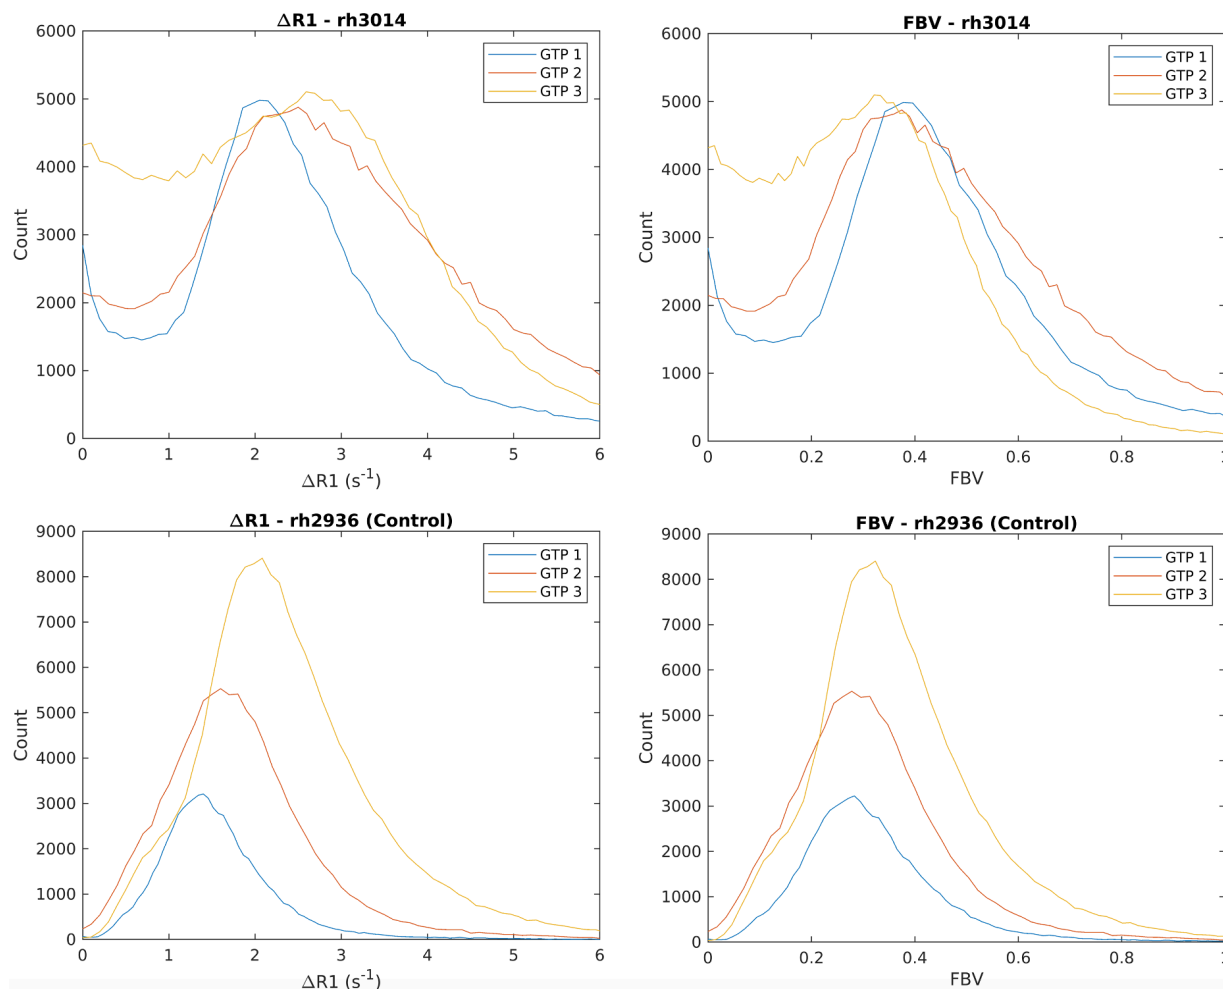 ΔR1 - rh3014
6000
5000
4000
3000
2000
1000
0
Count
0 1 2 3 4 5 6
ΔR1 (s⁻¹)
GTP 1
GTP 2
GTP 3
FBV - rh3014
6000
5000
4000
3000
2000
1000
0
Count
0 0.2 0.4 0.6 0.8
FBV
GTP 1
GTP 2
GTP 3
ΔR1 - rh2936 (Control)
9000
8000
7000
6000
5000
4000
3000
2000
1000
0
Count
0 1 2 3 4 5 6
ΔR1 (s⁻¹)
GTP 1
GTP 2
GTP 3
FBV - rh2936 (Control)
9000
8000
7000
6000
5000
4000
3000
2000
1000
0
Count
0 0.2 0.4 0.6 0.8
FBV
GTP 1
GTP 2
GTP 3